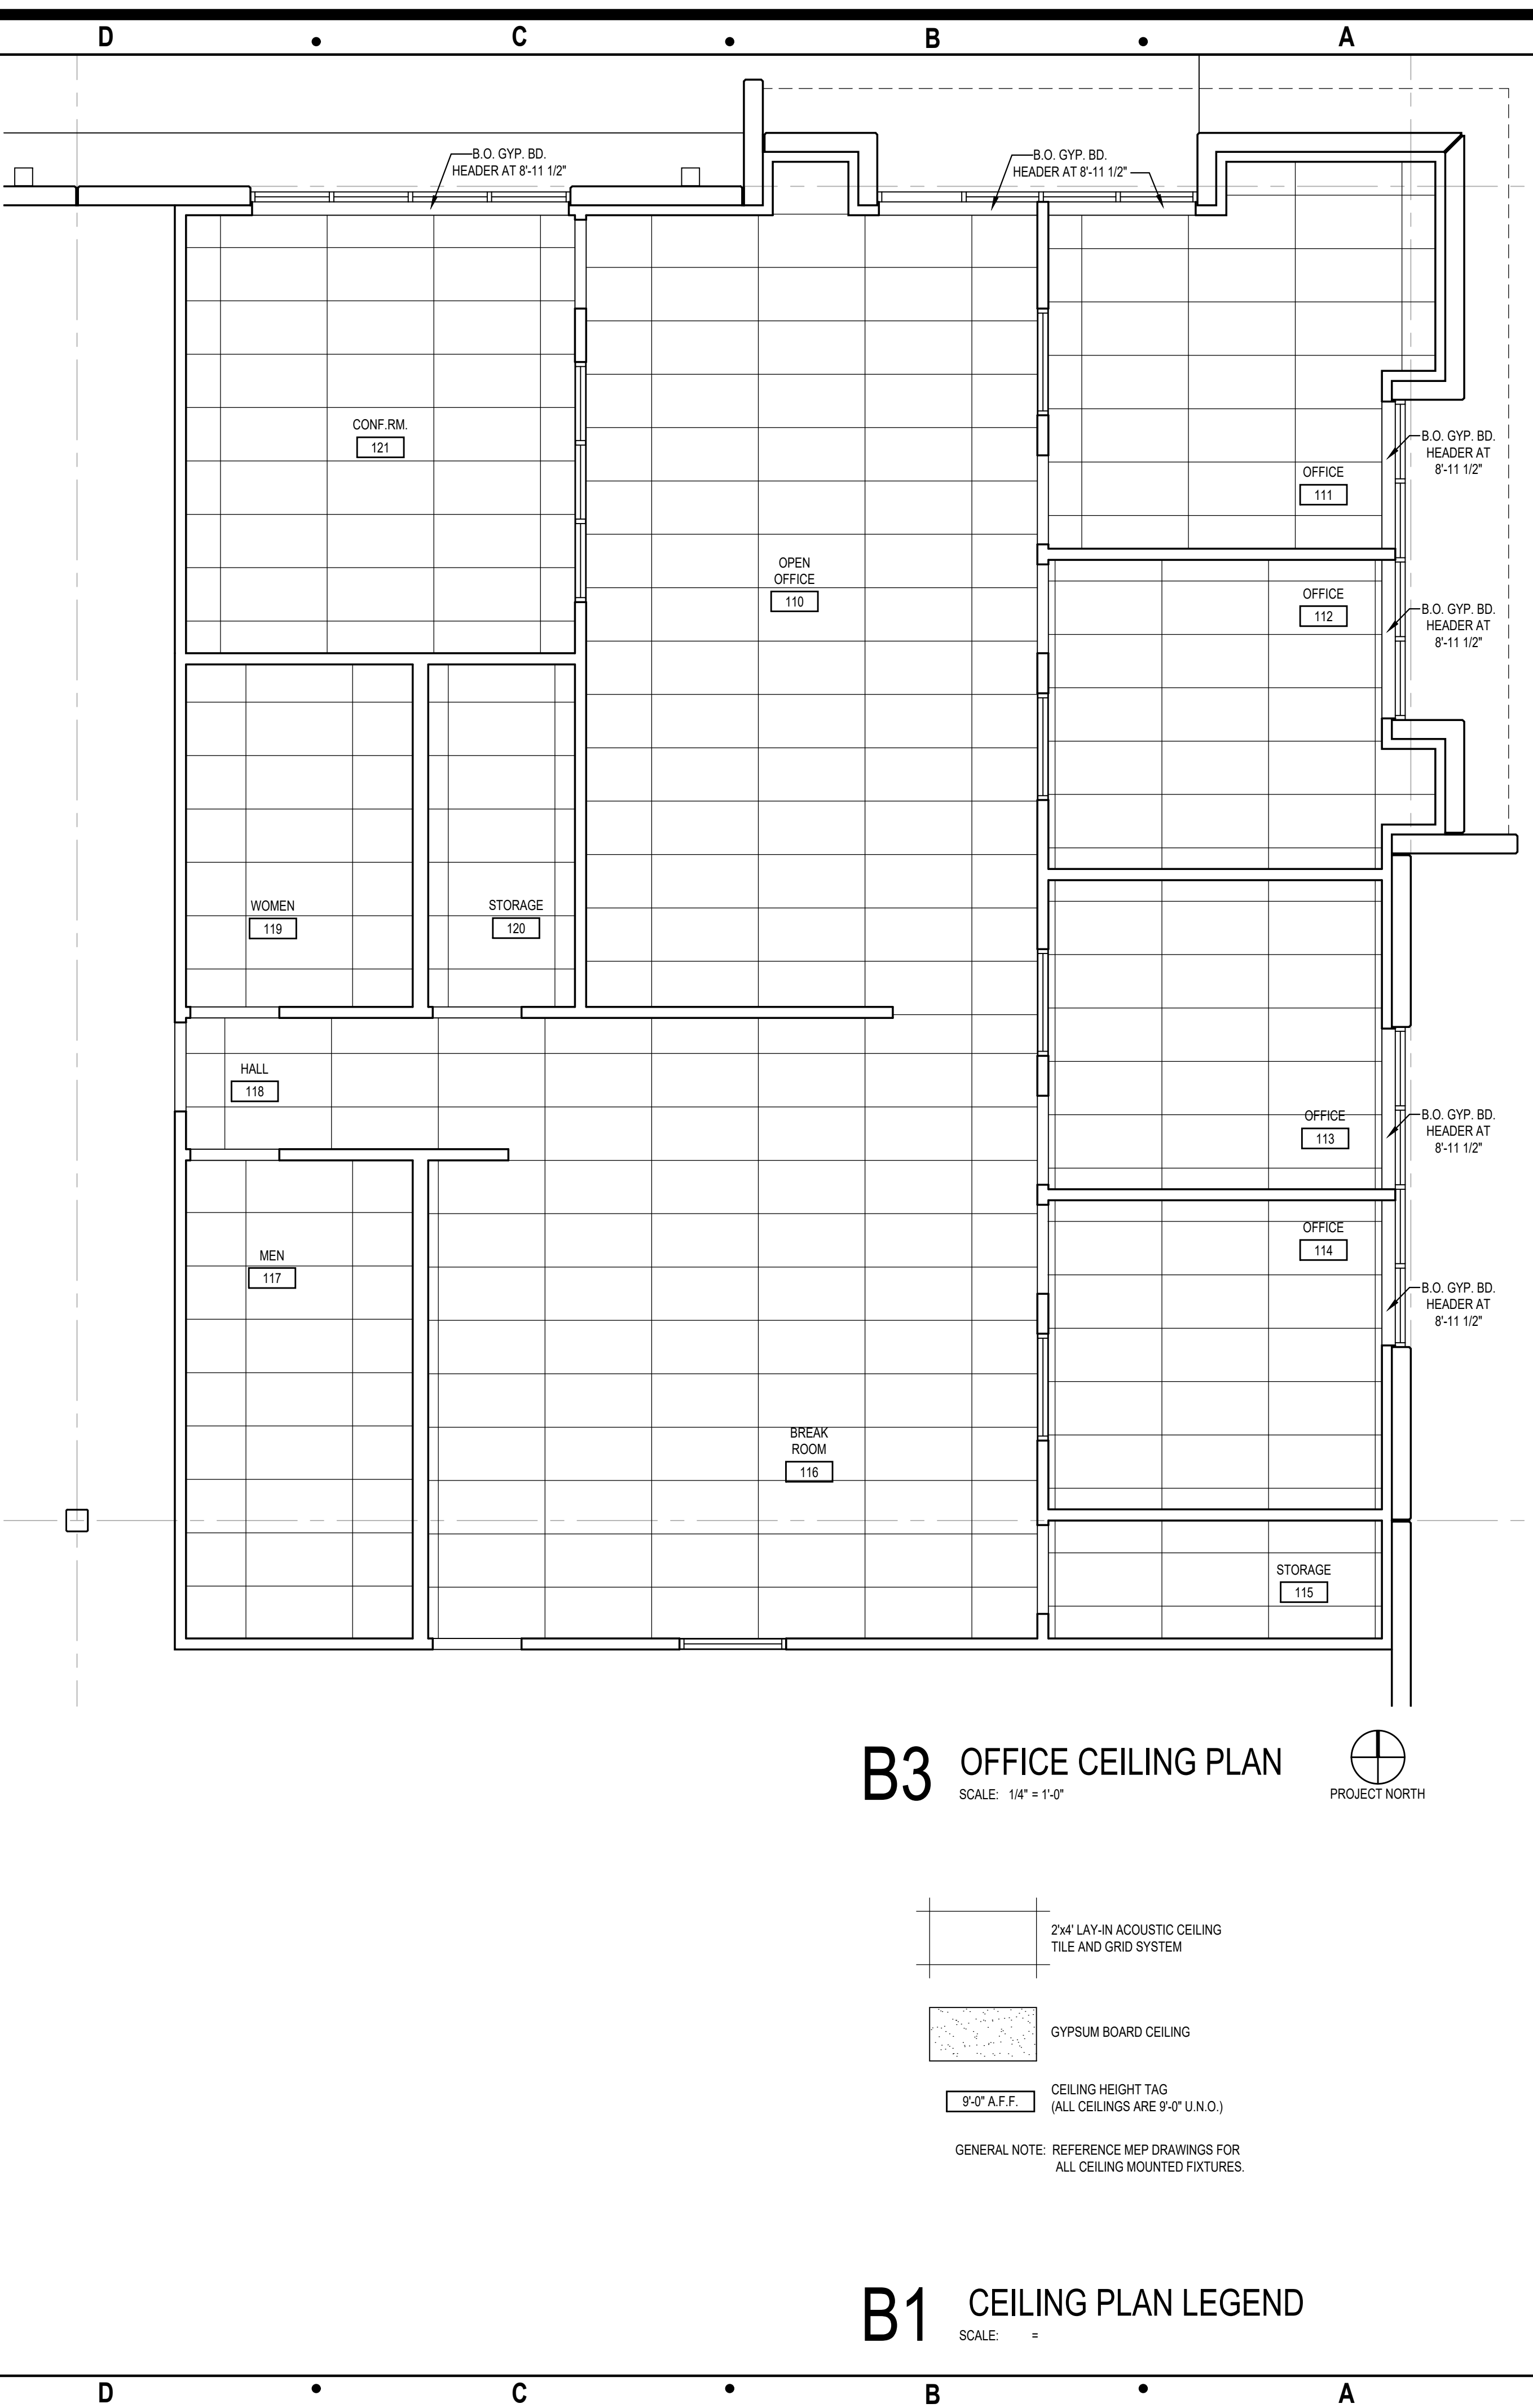 D C B A
B.O. GYP. BD.
HEADER AT 8'-11 1/2"
B.O. GYP. BD.
HEADER AT 8'-11 1/2"
CONF.RM.
121
B.O. GYP. BD.
HEADER AT
8'-11 1/2"
OFFICE
111
OPEN
OFFICE
110
OFFICE
112
B.O. GYP. BD.
HEADER AT
8'-11 1/2"
WOMEN
119
STORAGE
120
HALL
118
OFFICE
113
B.O. GYP. BD.
HEADER AT
8'-11 1/2"
MEN
117
OFFICE
114
B.O. GYP. BD.
HEADER AT
8'-11 1/2"
BREAK
ROOM
116
STORAGE
115
B3 OFFICE CEILING PLAN
SCALE: 1/4" = 1'-0"
PROJECT NORTH
2'x4' LAY-IN ACOUSTIC CEILING
TILE AND GRID SYSTEM
GYPSUM BOARD CEILING
9'-0" A.F.F.
CEILING HEIGHT TAG
(ALL CEILINGS ARE 9'-0" U.N.O.)
GENERAL NOTE: REFERENCE MEP DRAWINGS FOR
ALL CEILING MOUNTED FIXTURES.
B1 CEILING PLAN LEGEND
SCALE: =
D C B A